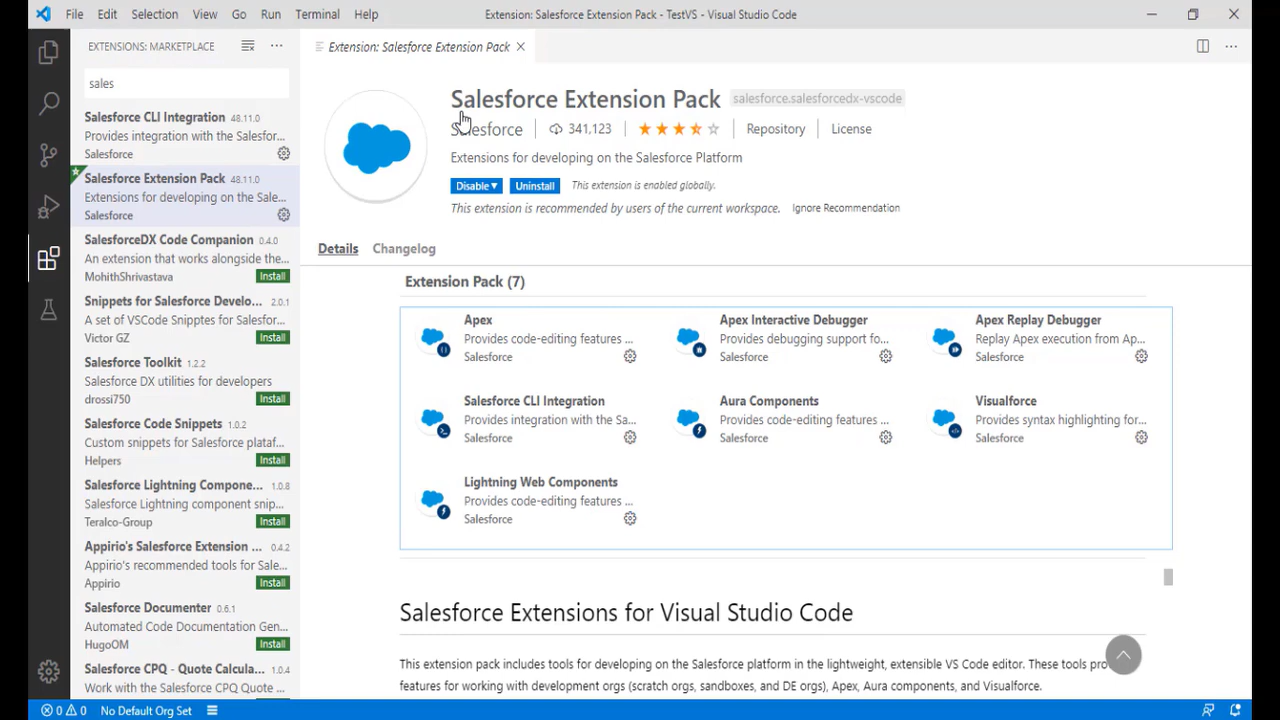 File Edit Selection View Go Run Terminal Help
Extension: Salesforce Extension Pack - TestVS - Visual Studio Code
EXTENSIONS: MARKETPLACE
sales
Salesforce CLI Integration 48.11.0
Provides integration with the Salesfor...
Salesforce
Salesforce Extension Pack 48.11.0
Extensions for developing on the Sale...
Salesforce
SalesforceDX Code Companion 0.4.0
An extension that works alongside the...
MohithShrivastava Install
Snippets for Salesforce Develo... 2.0.1
A set of VSCode Snipptes for Salesfor...
Victor GZ Install
Salesforce Toolkit 1.2.2
Salesforce DX utilities for developers
drossi750 Install
Salesforce Code Snippets 1.0.2
Custom snippets for Salesforce plataf...
Helpers Install
Salesforce Lightning Compone... 1.0.8
Salesforce Lightning component snip...
Teralco-Group Install
Appirio's Salesforce Extension ... 0.4.2
Appirio's recommended tools for Sale...
Appirio Install
Salesforce Documenter 0.6.1
Automated Code Documentation Gen...
HugoOM Install
Salesforce CPQ - Quote Calcula... 1.0.4
Work with the Salesforce CPQ Quote ...
Extension: Salesforce Extension Pack
Salesforce Extension Pack salesforce.salesforcedx-vscode
Salesforce 341,123 Repository License
Extensions for developing on the Salesforce Platform
Disable Uninstall This extension is enabled globally.
This extension is recommended by users of the current workspace. Ignore Recommendation
Details Changelog
Extension Pack (7)
Apex
Provides code-editing features ...
Salesforce
Apex Interactive Debugger
Provides debugging support fo...
Salesforce
Apex Replay Debugger
Replay Apex execution from Ap...
Salesforce
Salesforce CLI Integration
Provides integration with the Sa...
Salesforce
Aura Components
Provides code-editing features ...
Salesforce
Visualforce
Provides syntax highlighting for...
Salesforce
Lightning Web Components
Provides code-editing features ...
Salesforce
Salesforce Extensions for Visual Studio Code
This extension pack includes tools for developing on the Salesforce platform in the lightweight, extensible VS Code editor. These tools pro
features for working with development orgs (scratch orgs, sandboxes, and DE orgs), Apex, Aura components, and Visualforce.
0 0 No Default Org Set